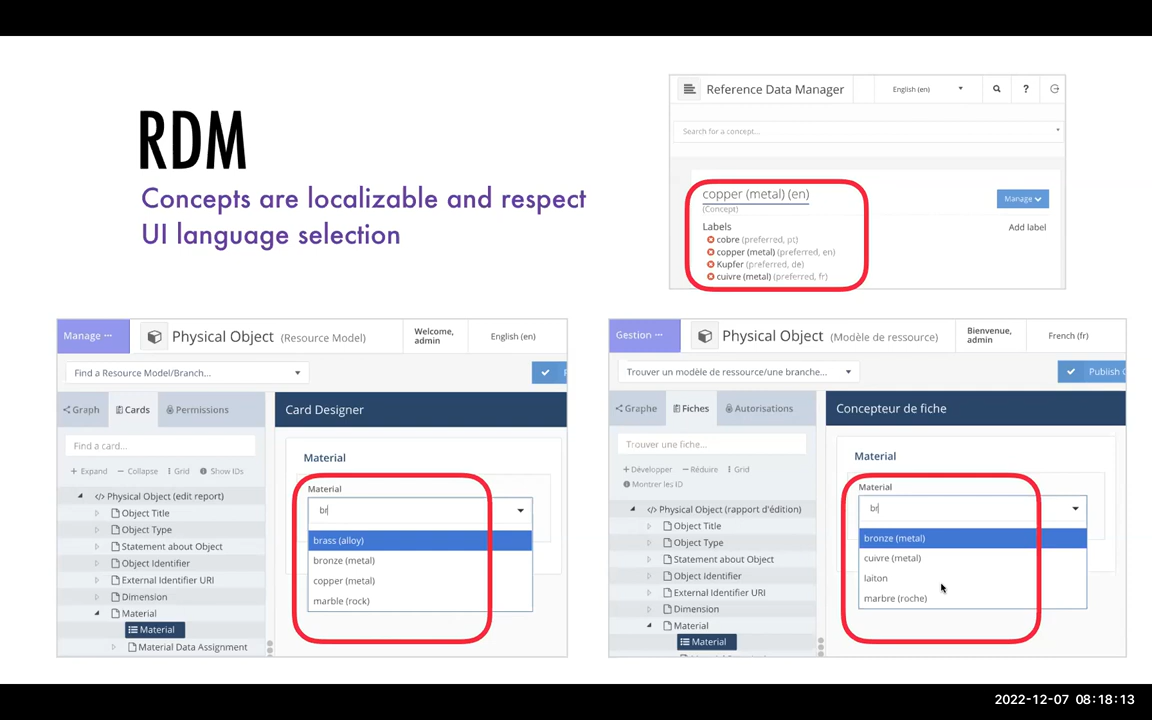 RDM
Concepts are localizable and respect
UI language selection
Reference Data Manager
English (en)
?
Search for a concept...
copper (metal) (en)
(Concept)
Manage
Labels
Add label
cobre (preferred, pt)
copper (metal) (preferred, en)
Kupfer (preferred, de)
cuivre (metal) (preferred, fr)
Manage
Physical Object (Resource Model)
Welcome,
admin
English (en)
Find a Resource Model/Branch...
Graph
Cards
Permissions
Card Designer
Find a card...
Expand
Collapse
Grid
Show IDs
Material
Material
br
brass (alloy)
bronze (metal)
copper (metal)
marble (rock)
</> Physical Object (edit report)
Object Title
Object Type
Statement about Object
Object Identifier
External Identifier URI
Dimension
Material
Material
Material Data Assignment
Gestion
Physical Object (Modèle de ressource)
Bienvenue,
admin
French (fr)
Trouver un modèle de ressource/une branche...
Publish
Graphe
Fiches
Autorisations
Concepteur de fiche
Trouver une fiche...
Développer
Réduire
Grid
Montrer les ID
Material
Material
br
bronze (metal)
cuivre (metal)
laiton
marbre (roche)
</> Physical Object (rapport d'édition)
Object Title
Object Type
Statement about Object
Object Identifier
External Identifier URI
Dimension
Material
Material
2022-12-07 08:18:13